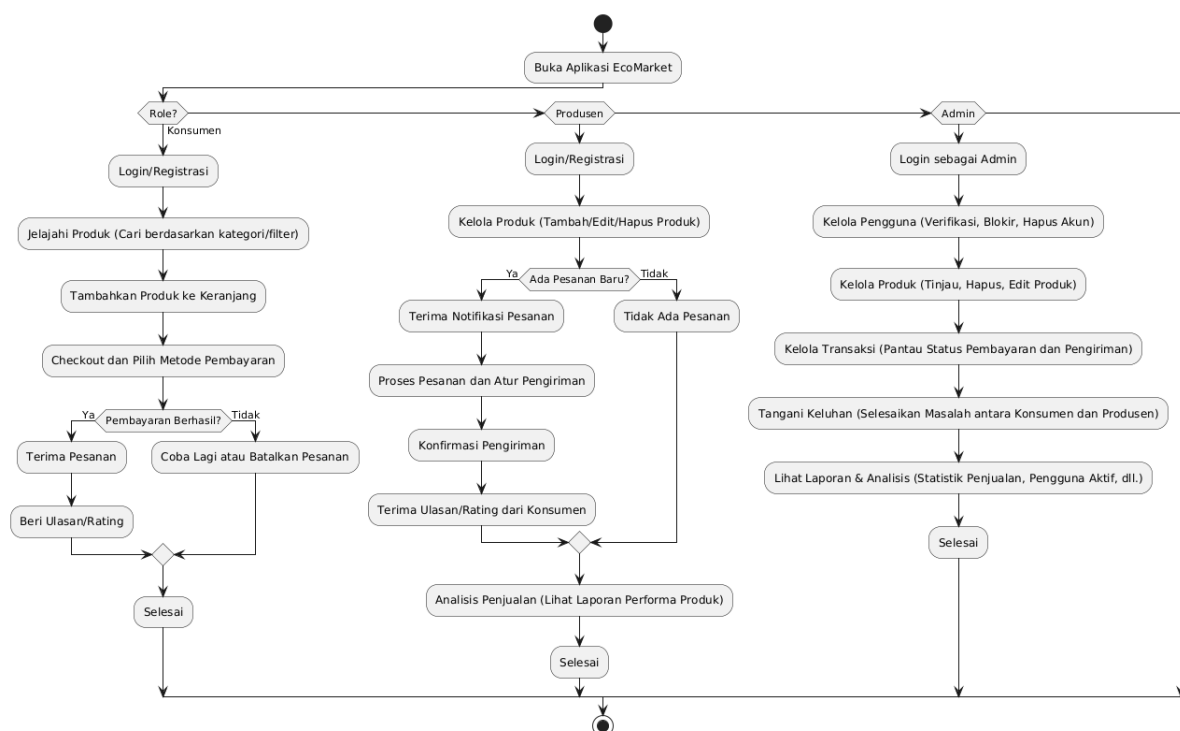 Buka Aplikasi EcoMarket
Role?
Konsumen
Login/Registrasi
Jelajahi Produk (Cari berdasarkan kategori/filter)
Tambahkan Produk ke Keranjang
Checkout dan Pilih Metode Pembayaran
Pembayaran Berhasil?
Ya
Tidak
Terima Pesanan
Coba Lagi atau Batalkan Pesanan
Beri Ulasan/Rating
Selesai
Produsen
Login/Registrasi
Kelola Produk (Tambah/Edit/Hapus Produk)
Ada Pesanan Baru?
Ya
Tidak
Terima Notifikasi Pesanan
Tidak Ada Pesanan
Proses Pesanan dan Atur Pengiriman
Konfirmasi Pengiriman
Terima Ulasan/Rating dari Konsumen
Analisis Penjualan (Lihat Laporan Performa Produk)
Selesai
Admin
Login sebagai Admin
Kelola Pengguna (Verifikasi, Blokir, Hapus Akun)
Kelola Produk (Tinjau, Hapus, Edit Produk)
Kelola Transaksi (Pantau Status Pembayaran dan Pengiriman)
Tangani Keluhan (Selesaikan Masalah antara Konsumen dan Produsen)
Lihat Laporan & Analisis (Statistik Penjualan, Pengguna Aktif, dll.)
Selesai